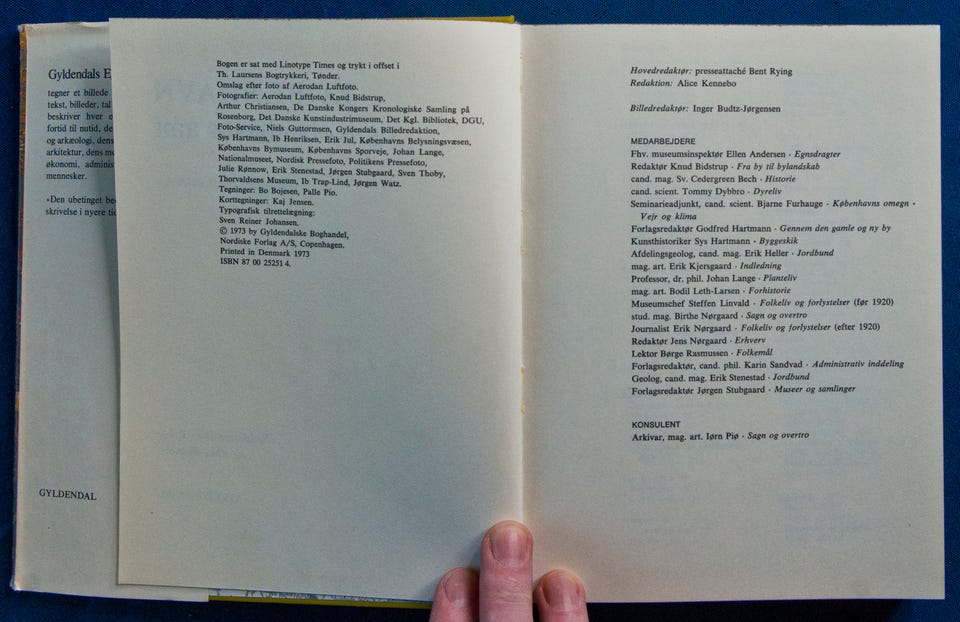 Gyldendals E
tegner et billede
tekst, billeder, tal
beskriver hver e
fortid til nutid, de
og arkæologi, dens
arkitektur, dens m
økonomi, adminis
mennesker.
»Den ubetinget be
skrivelse i nyere tid
GYLDENDAL
Bogen er sat med Linotype Times og trykt i offset i
Th. Laursens Bogtrykkeri, Tønder.
Omslag efter foto af Aerodan Luftfoto.
Fotografier: Aerodan Luftfoto, Knud Bidstrup,
Arthur Christiansen, De Danske Kongers Kronologiske Samling på
Rosenborg, Det Danske Kunstindustrimuseum, Det Kgl. Bibliotek, DGU,
Foto-Service, Niels Guttormsen, Gyldendals Billedredaktion,
Sys Hartmann, Ib Henriksen, Erik Jul, Københavns Belysningsvæsen,
Københavns Bymuseum, Københavns Sporveje, Johan Lange,
Nationalmuseet, Nordisk Pressefoto, Politikens Pressefoto,
Julie Rønnow, Erik Stenestad, Jørgen Stubgaard, Sven Thoby,
Thorvaldsens Museum, Ib Trap-Lind, Jørgen Watz.
Tegninger: Bo Bojesen, Palle Pio.
Korttegninger: Kaj Jensen.
Typografisk tilrettelægning:
Sven Reiner Johansen.
© 1973 by Gyldendalske Boghandel,
Nordiske Forlag A/S, Copenhagen.
Printed in Denmark 1973
ISBN 87 00 25251 4.
Hovedredaktør: presseattaché Bent Rying
Redaktion: Alice Kennebo
Billedredaktør: Inger Budtz-Jørgensen
MEDARBEJDERE
Fhv. museumsinspektør Ellen Andersen · Egnsdragter
Redaktør Knud Bidstrup · Fra by til bylandskab
cand. mag. Sv. Cedergreen Bech · Historie
cand. scient. Tommy Dybbro · Dyreliv
Seminarieadjunkt, cand. scient. Bjarne Furhauge · Københavns omegn ·
Vejr og klima
Forlagsredaktør Godfred Hartmann · Gennem den gamle og ny by
Kunsthistoriker Sys Hartmann · Byggeskik
Afdelingsgeolog, cand. mag. Erik Heller · Jordbund
mag. art. Erik Kjersgaard · Indledning
Professor, dr. phil. Johan Lange · Planteliv
mag. art. Bodil Leth-Larsen · Forhistorie
Museumschef Steffen Linvald · Folkeliv og forlystelser (før 1920)
stud. mag. Birthe Nørgaard · Sagn og overtro
Journalist Erik Nørgaard · Folkeliv og forlystelser (efter 1920)
Redaktør Jens Nørgaard · Erhverv
Lektor Børge Rasmussen · Folkemål
Forlagsredaktør, cand. phil. Karin Sandvad · Administrativ inddeling
Geolog, cand. mag. Erik Stenestad · Jordbund
Forlagsredaktør Jørgen Stubgaard · Museer og samlinger
KONSULENT
Arkivar, mag. art. Iørn Piø · Sagn og overtro